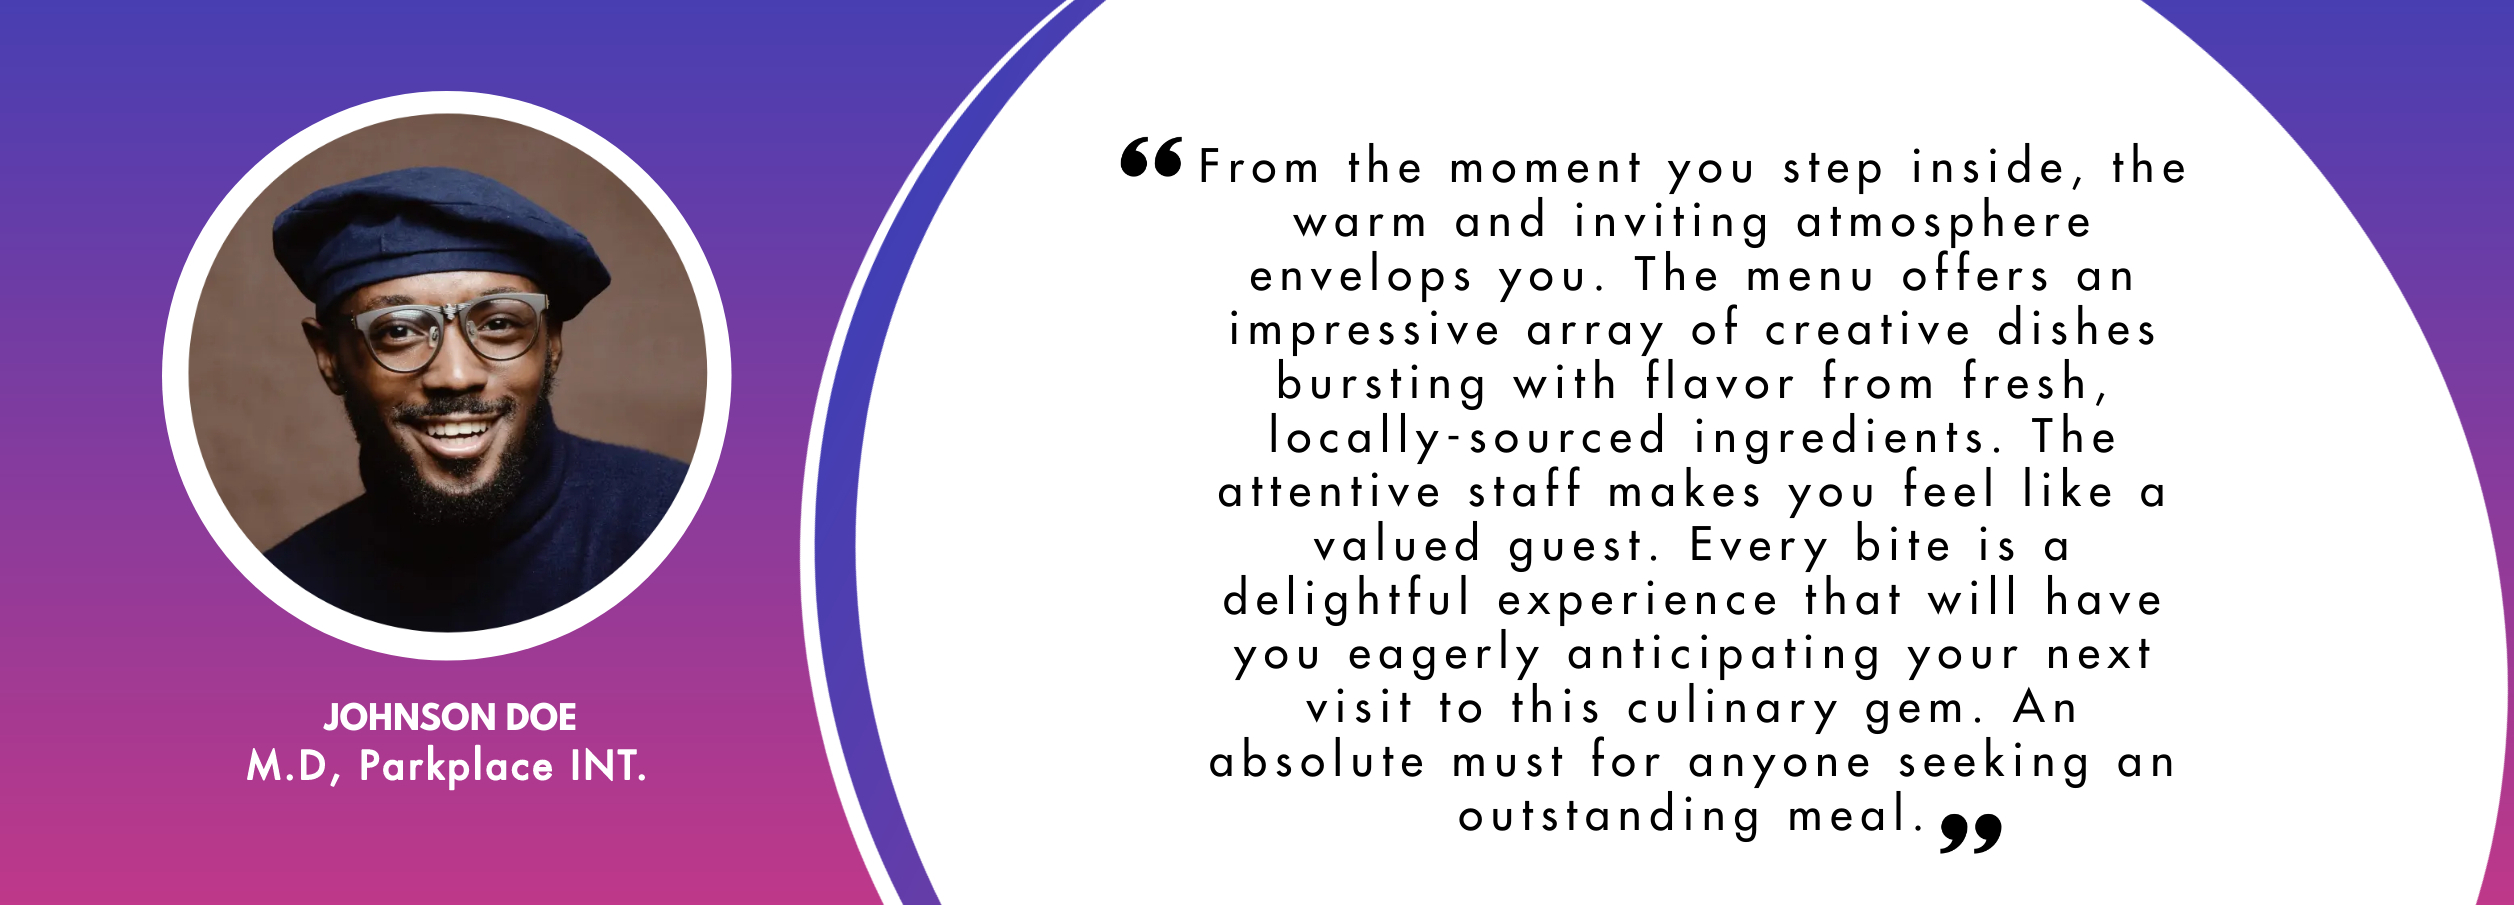 JOHNSON DOE
M.D, Parkplace INT.
“From the moment you step inside, the
warm and inviting atmosphere
envelops you. The menu offers an
impressive array of creative dishes
bursting with flavor from fresh,
locally-sourced ingredients. The
attentive staff makes you feel like a
valued guest. Every bite is a
delightful experience that will have
you eagerly anticipating your next
visit to this culinary gem. An
absolute must for anyone seeking an
outstanding meal.”